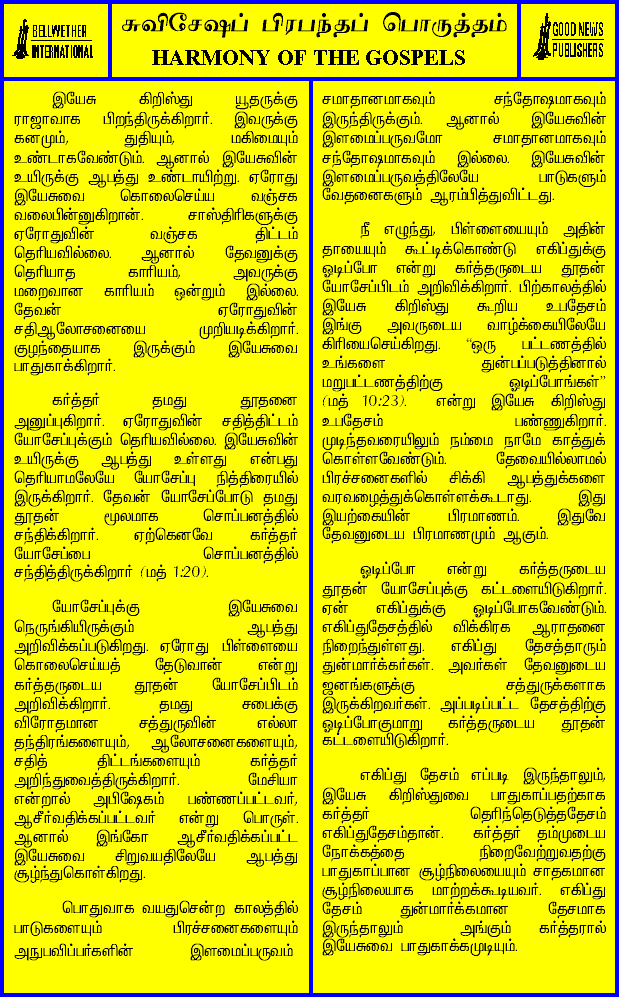 BELLWETHER
INTERNATIONAL
சுவிசேஷப் பிரபந்தப் பொருத்தம்
HARMONY OF THE GOSPELS
GOOD NEWS
PUBLISHERS
இயேசு கிறிஸ்து யூதருக்கு
ராஜாவாக பிறந்திருக்கிறார். இவருக்கு
கனமும், துதியும், மகிமையும்
உண்டாகவேண்டும். ஆனால் இயேசுவின்
உயிருக்கு ஆபத்து உண்டாயிற்று. ஏரோது
இயேசுவை கொலைசெய்ய வஞ்சக
வலைபின்னுகிறான். சாஸ்திரிகளுக்கு
ஏரோதுவின் வஞ்சக திட்டம்
தெரியவில்லை. ஆனால் தேவனுக்கு
தெரியாத காரியம், அவருக்கு
மறைவான காரியம் ஒன்றும் இல்லை.
தேவன் ஏரோதுவின்
சதிஆலோசனையை முறியடிக்கிறார்.
குழந்தையாக இருக்கும் இயேசுவை
பாதுகாக்கிறார்.
கர்த்தர் தமது தூதனை
அனுப்புகிறார். ஏரோதுவின் சதித்திட்டம்
யோசேப்புக்கும் தெரியவில்லை. இயேசுவின்
உயிருக்கு ஆபத்து உள்ளது என்பது
தெரியாமலேயே யோசேப்பு நித்திரையில்
இருக்கிறார். தேவன் யோசேப்போடு தமது
தூதன் மூலமாக சொப்பனத்தில்
சந்திக்கிறார். ஏற்கெனவே கர்த்தர்
யோசேப்பை சொப்பனத்தில்
சந்தித்திருக்கிறார் (மத் 1:20).
யோசேப்புக்கு இயேசுவை
நெருங்கியிருக்கும் ஆபத்து
அறிவிக்கப்படுகிறது. ஏரோது பிள்ளையை
கொலைசெய்யத் தேடுவான் என்று
கர்த்தருடைய தூதன் யோசேப்பிடம்
அறிவிக்கிறார். தமது சபைக்கு
விரோதமான சத்துருவின் எல்லா
தந்திரங்களையும், ஆலோசனைகளையும்,
சதித் திட்டங்களையும் கர்த்தர்
அறிந்துவைத்திருக்கிறார். மேசியா
என்றால் அபிஷேகம் பண்ணப்பட்டவர்,
ஆசீர்வதிக்கப்பட்டவர் என்று பொருள்.
ஆனால் இங்கோ ஆசீர்வதிக்கப்பட்ட
இயேசுவை சிறுவயதிலேயே ஆபத்து
சூழ்ந்துகொள்கிறது.
பொதுவாக வயதுசென்ற காலத்தில்
பாடுகளையும் பிரச்சனைகளையும்
அநுபவிப்பர்களின் இளமைப்பருவம்
சமாதானமாகவும் சந்தோஷமாகவும்
இருந்திருக்கும். ஆனால் இயேசுவின்
இளமைப்பருவமோ சமாதானமாகவும்
சந்தோஷமாகவும் இல்லை. இயேசுவின்
இளமைப்பருவத்திலேயே பாடுகளும்
வேதனைகளும் ஆரம்பித்துவிட்டது.
நீ எழுந்து, பிள்ளையையும் அதின்
தாயையும் கூட்டிக்கொண்டு எகிப்துக்கு
ஓடிப்போ என்று கர்த்தருடைய தூதன்
யோசேப்பிடம் அறிவிக்கிறார். பிற்காலத்தில்
இயேசு கிறிஸ்து கூறிய உபதேசம்
இங்கு அவருடைய வாழ்க்கையிலேயே
கிரியைசெய்கிறது. “ஒரு பட்டணத்தில்
உங்களை துன்பப்படுத்தினால்
மறுபட்டணத்திற்கு ஓடிப்போங்கள்”
(மத் 10:23). என்று இயேசு கிறிஸ்து
உபதேசம் பண்ணுகிறார்.
முடிந்தவரையிலும் நம்மை நாமே காத்துக்
கொள்ளவேண்டும். தேவையில்லாமல்
பிரச்சனைகளில் சிக்கி ஆபத்துக்களை
வரவழைத்துக்கொள்ளக்கூடாது. இது
இயற்கையின் பிரமாணம். இதுவே
தேவனுடைய பிரமாணமும் ஆகும்.
ஓடிப்போ என்று கர்த்தருடைய
தூதன் யோசேப்புக்கு கட்டளையிடுகிறார்.
ஏன் எகிப்துக்கு ஓடிப்போகவேண்டும்.
எகிப்துதேசத்தில் விக்கிரக ஆராதனை
நிறைந்துள்ளது. எகிப்து தேசத்தாரும்
துன்மார்க்கர்கள். அவர்கள் தேவனுடைய
ஜனங்களுக்கு சத்துருக்களாக
இருக்கிறவர்கள். அப்படிப்பட்ட தேசத்திற்கு
ஓடிப்போகுமாறு கர்த்தருடைய தூதன்
கட்டளையிடுகிறார்.
எகிப்து தேசம் எப்படி இருந்தாலும்,
இயேசு கிறிஸ்துவை பாதுகாப்பதற்காக
கர்த்தர் தெரிந்தெடுத்ததேசம்
எகிப்துதேசம்தான். கர்த்தர் தம்முடைய
நோக்கத்தை நிறைவேற்றுவதற்கு
பாதுகாப்பான சூழ்நிலையையும் சாதகமான
சூழ்நிலையாக மாற்றக்கூடியவர். எகிப்து
தேசம் துன்மார்க்கமான தேசமாக
இருந்தாலும் அங்கும் கர்த்தரால்
இயேசுவை பாதுகாக்கமுடியும்.